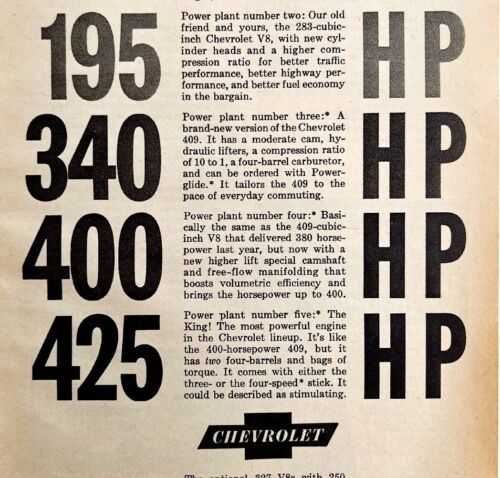 195
Power plant number two: Our old
friend and yours, the 283-cubic-
inch Chevrolet V8, with new cyl-
inder heads and a higher com-
pression ratio for better traffic
performance, better highway per-
formance, and better fuel economy
in the bargain.
HP
340
Power plant number three:* A
brand-new version of the Chevrolet
409. It has a moderate cam, hy-
draulic lifters, a compression ratio
of 10 to 1, a four-barrel carburetor,
and can be ordered with Power-
glide.* It tailors the 409 to the
pace of everyday commuting.
HP
400
Power plant number four:* Basi-
cally the same as the 409-cubic-
inch V8 that delivered 380 horse-
power last year, but now with a
new higher lift special camshaft
and free-flow manifolding that
boosts volumetric efficiency and
brings the horsepower up to 400.
HP
425
Power plant number five:* The
King! The most powerful engine
in the Chevrolet lineup. It's like
the 400-horsepower 409, but it
has two four-barrels and bags of
torque. It comes with either the
three- or the four-speed* stick. It
could be described as stimulating.
HP
CHEVROLET
The optional 327 V8s with 250